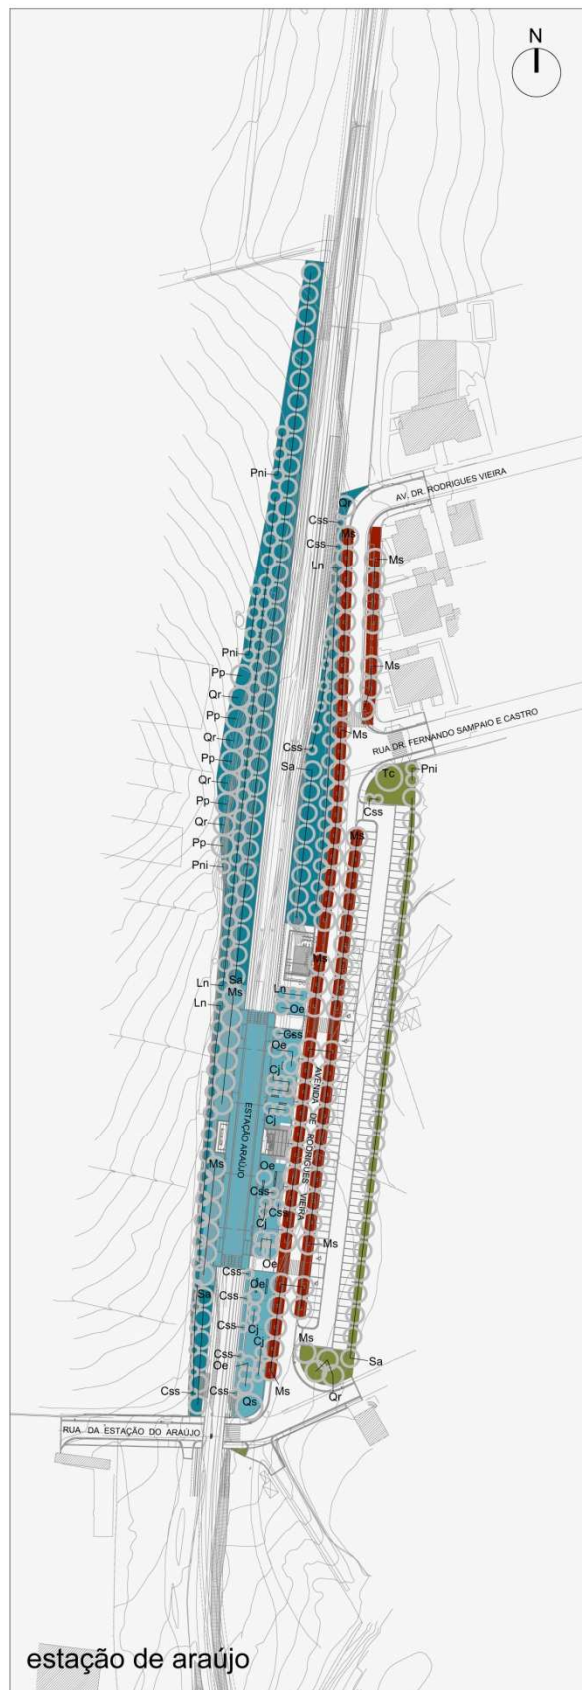 N
Pni
AV. DR. RODRIGUES VIEIRA
Qr
Css
Ms
Css
Ms
Ln
Pni
Ms
Pp
Qr
Pp
Ms
RUA DR. FERNANDO SAMPAIO E CASTRO
Qr
Css
Pp
Sa
Tc
Pni
Qr
Pp
Css
Qr
Ms
Pp
Pni
Ms
Sa
Ln
Ms
Ln
Ln
Oe
Css
Oe
Cj
ESTAÇÃO ARAÚJO
AVENIDA DE RODRIGUES VIEIRA
Cj
Ms
Oe
Css
Css
Cj
Ms
Oe
Css
Oe
Sa
Css
Cj
Css
Ms
Cj
Css
Oe
Sa
Css
Css
Ms
Qr
Qs
RUA DA ESTAÇÃO DO ARAÚJO
estação de araújo